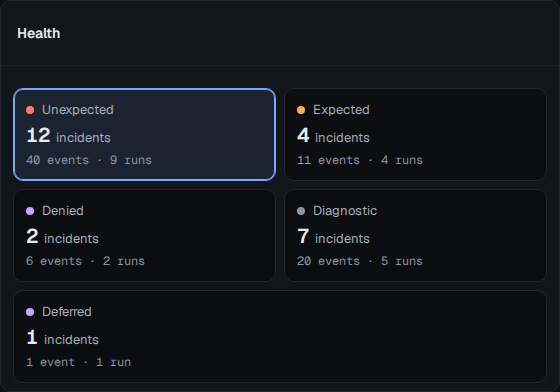 Health
Unexpected
12 incidents
40 events · 9 runs
Expected
4 incidents
11 events · 4 runs
Denied
2 incidents
6 events · 2 runs
Diagnostic
7 incidents
20 events · 5 runs
Deferred
1 incidents
1 event · 1 run